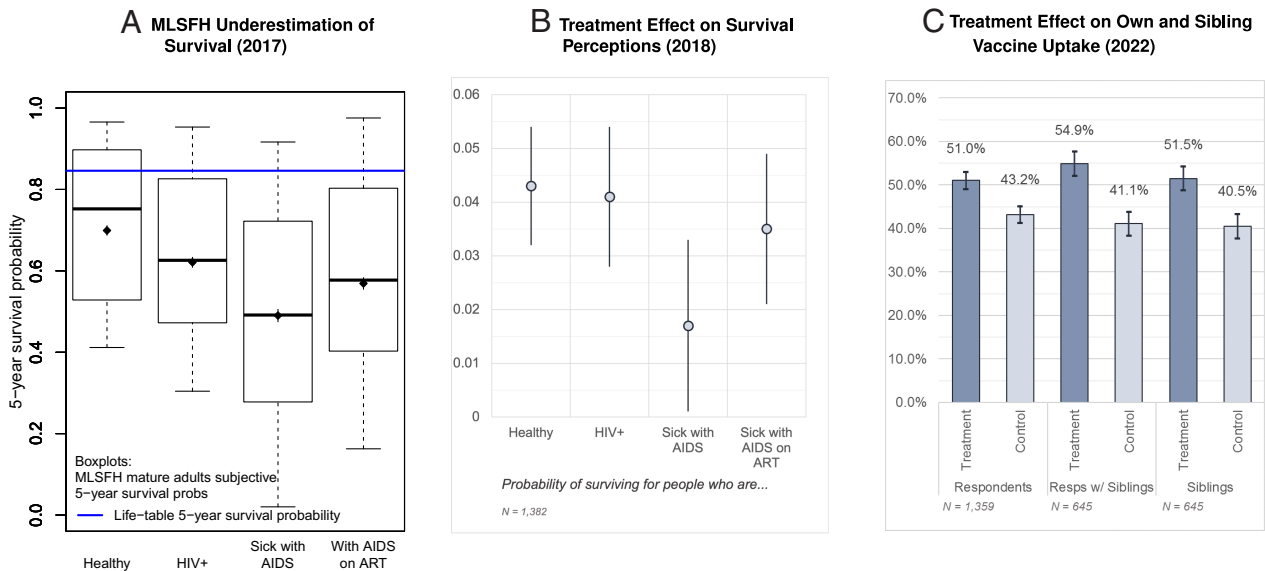 A MLSFH Underestimation of
Survival (2017)
1.0
0.8
0.6
0.4
0.2
0.0
5−year survival probability
Boxplots:
MLSFH mature adults subjective
5−year survival probs
Life−table 5−year survival probability
Healthy
HIV+
Sick with
AIDS
With AIDS
on ART
B Treatment Effect on Survival
Perceptions (2018)
0.06
0.05
0.04
0.03
0.02
0.01
0
Healthy
HIV+
Sick with
AIDS
Sick with
AIDS on
ART
Probability of surviving for people who are...
N = 1,382
C Treatment Effect on Own and Sibling
Vaccine Uptake (2022)
70.0%
60.0%
50.0%
40.0%
30.0%
20.0%
10.0%
0.0%
51.0%
43.2%
54.9%
41.1%
51.5%
40.5%
Treatment
Control
Treatment
Control
Treatment
Control
Respondents
Resps w/ Siblings
Siblings
N = 1,359
N = 645
N = 645